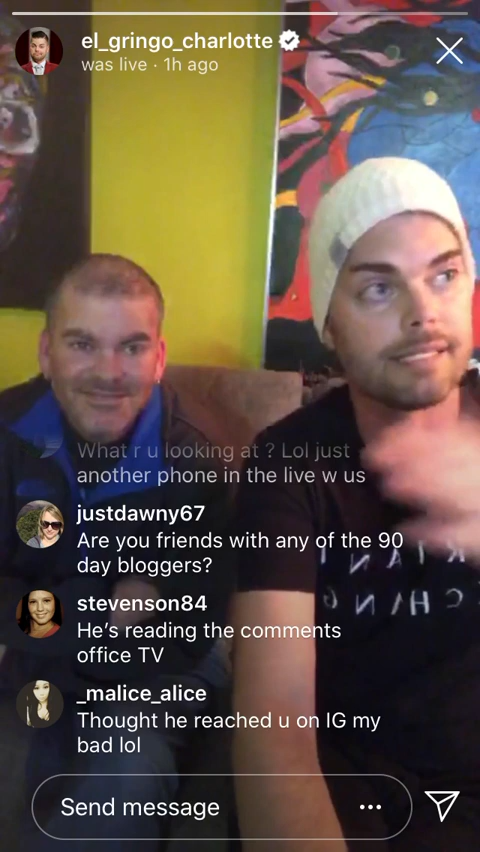 el_gringo_charlotte
was live · 1h ago
What r u looking at ? Lol just
another phone in the live w us
justdawny67
Are you friends with any of the 90
day bloggers?
stevenson84
He's reading the comments
office TV
_malice_alice
Thought he reached u on IG my
bad lol
Send message